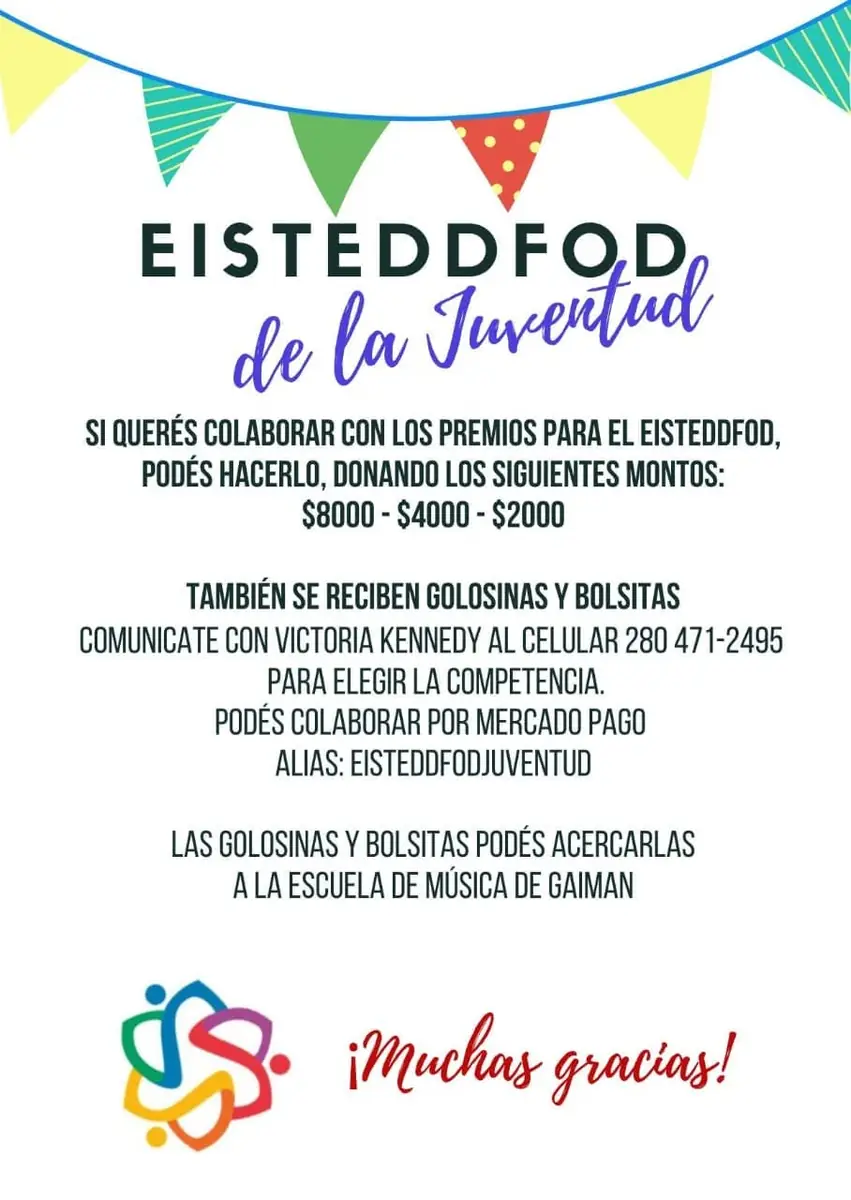 EISTEDDFOD
de la Juventud
SI QUERÉS COLABORAR CON LOS PREMIOS PARA EL EISTEDDFOD,
PODÉS HACERLO, DONANDO LOS SIGUIENTES MONTOS:
$8000 - $4000 - $2000
TAMBIÉN SE RECIBEN GOLOSINAS Y BOLSITAS
COMUNICATE CON VICTORIA KENNEDY AL CELULAR 280 471-2495
PARA ELEGIR LA COMPETENCIA.
PODÉS COLABORAR POR MERCADO PAGO
ALIAS: EISTEDDFODJUVENTUD
LAS GOLOSINAS Y BOLSITAS PODÉS ACERCARLAS
A LA ESCUELA DE MÚSICA DE GAIMAN
¡Muchas gracias!